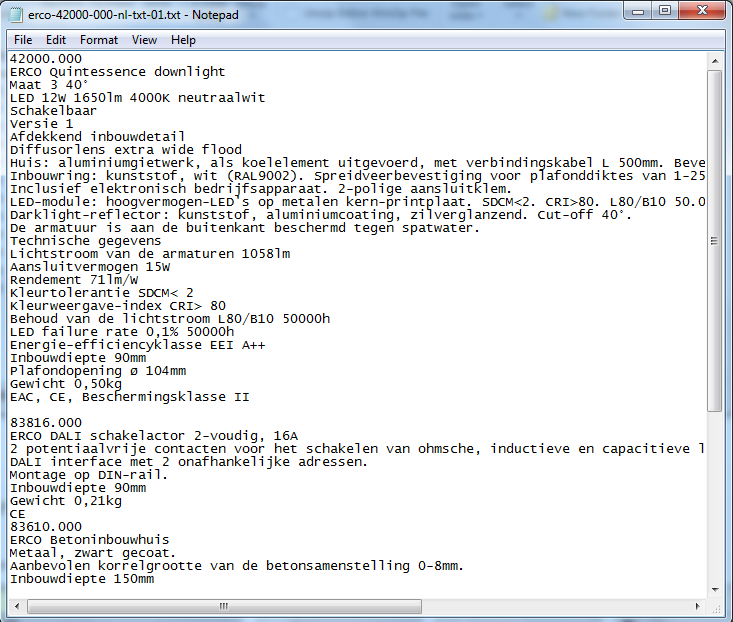 erco-42000-000-nl-txt-01.txt - Notepad
File Edit Format View Help
42000.000
ERCO Quintessence downlight
Maat 3 40°
LED 12W 1650lm 4000K neutraalwit
Schakelbaar
Versie 1
Afdekkend inbouwdetail
Diffusorlens extra wide flood
Huis: aluminiumgietwerk, als koelelement uitgevoerd, met verbindingskabel L 500mm. Beve
Inbouwring: kunststof, wit (RAL9002). Spreidveerbevestiging voor plafonddiktes van 1-25
Inclusief elektronisch bedrijfsapparaat. 2-polige aansluitklem.
LED-module: hoogvermogen-LED's op metalen kern-printplaat. SDCM<2. CRI>80. L80/B10 50.0
Darklight-reflector: kunststof, aluminiumcoating, zilverglanzend. Cut-off 40°.
De armatuur is aan de buitenkant beschermd tegen spatwater.
Technische gegevens
Lichtstroom van de armaturen 1058lm
Aansluitvermogen 15W
Rendement 71lm/W
Kleurtolerantie SDCM< 2
Kleurweergave-index CRI> 80
Behoud van de lichtstroom L80/B10 50000h
LED failure rate 0,1% 50000h
Energie-efficiencyklasse EEI A++
Inbouwdiepte 90mm
Plafondopening ø 104mm
Gewicht 0,50kg
EAC, CE, Beschermingsklasse II
83816.000
ERCO DALI schakelactor 2-voudig, 16A
2 potentiaalvrije contacten voor het schakelen van ohmsche, inductieve en capacitieve l
DALI interface met 2 onafhankelijke adressen.
Montage op DIN-rail.
Inbouwdiepte 90mm
Gewicht 0,21kg
CE
83610.000
ERCO Betoninbouwhuis
Metaal, zwart gecoat.
Aanbevolen korrelgrootte van de betonsamenstelling 0-8mm.
Inbouwdiepte 150mm